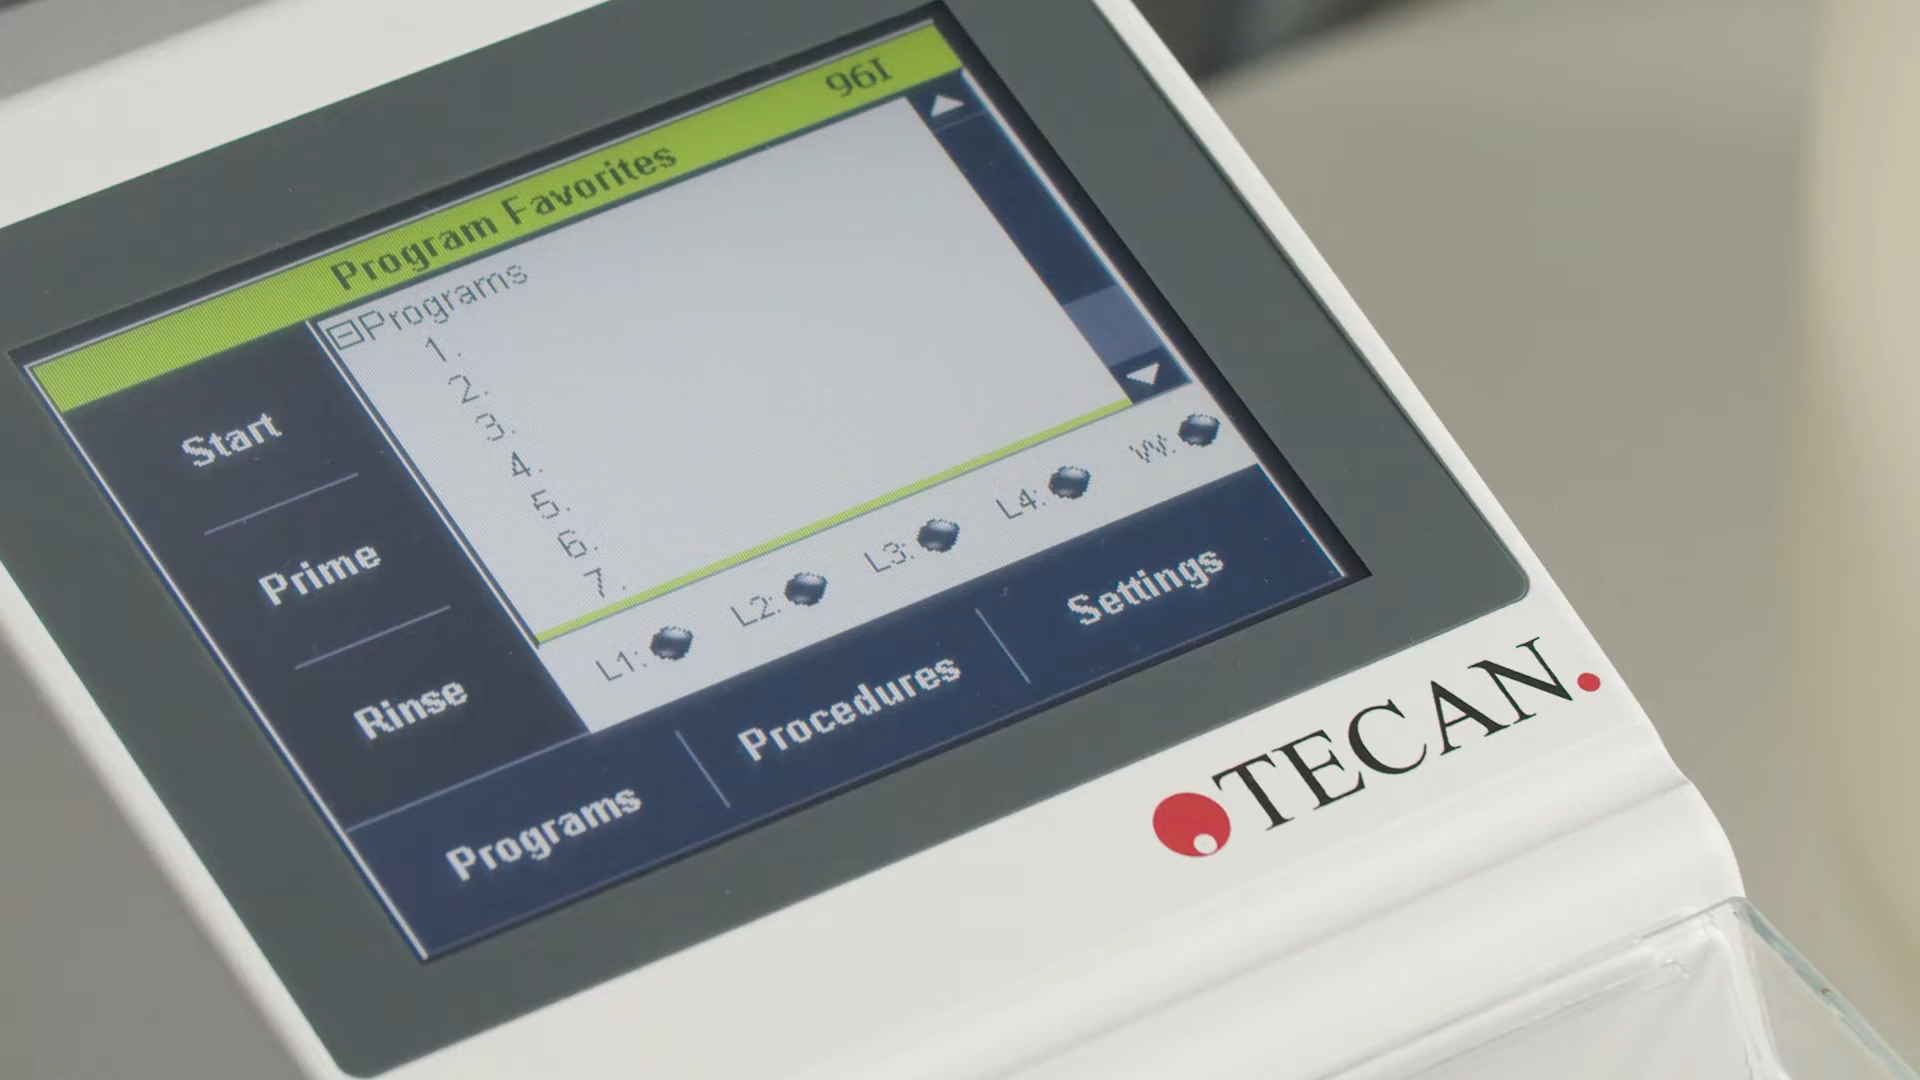 Program Favorites 96I
Programs
1.
2.
3.
4.
5.
6.
7.
L1: L2: L3: L4: W:
Start
Prime
Rinse
Programs Procedures Settings
TECAN.